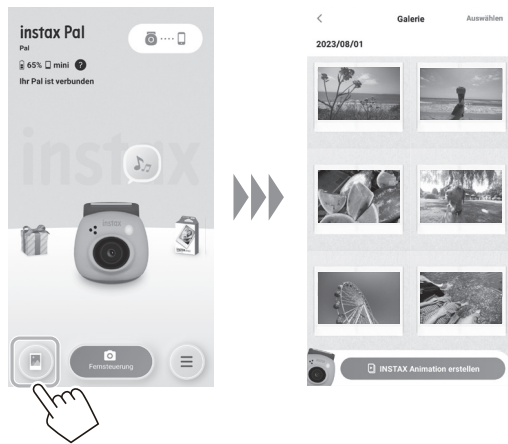 instax Pal
Pal
65% mini ?
Ihr Pal ist verbunden
instax
instax
Fernsteuerung
Galerie
Auswählen
2023/08/01
INSTAX Animation erstellen